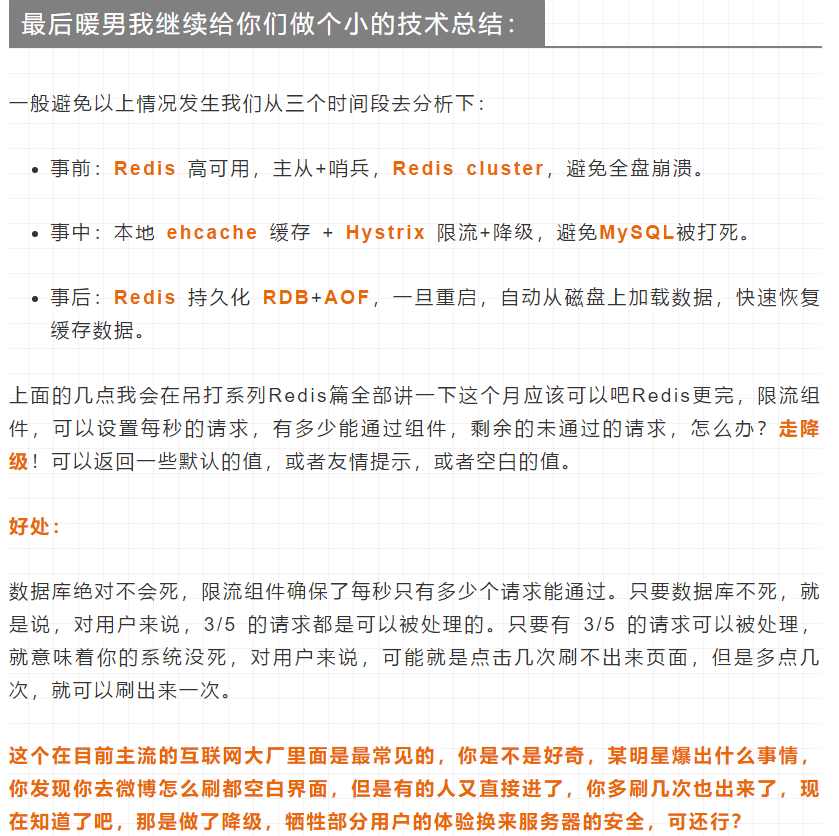 最后暖男我继续给你们做个小的技术总结：
一般避免以上情况发生我们从三个时间段去分析下：
• 事前：Redis 高可用，主从+哨兵，Redis cluster，避免全盘崩溃。
• 事中：本地 ehcache 缓存 + Hystrix 限流+降级，避免MySQL被打死。
• 事后：Redis 持久化 RDB+AOF，一旦重启，自动从磁盘上加载数据，快速恢复
缓存数据。
上面的几点我会在吊打系列Redis篇全部讲一下这个月应该可以吧Redis更完，限流组
件，可以设置每秒的请求，有多少能通过组件，剩余的未通过的请求，怎么办？走降
级！可以返回一些默认的值，或者友情提示，或者空白的值。
好处：
数据库绝对不会死，限流组件确保了每秒只有多少个请求能通过。只要数据库不死，就
是说，对用户来说，3/5 的请求都是可以被处理的。只要有 3/5 的请求可以被处理，
就意味着你的系统没死，对用户来说，可能就是点击几次刷不出来页面，但是多点几
次，就可以刷出来一次。
这个在目前主流的互联网大厂里面是最常见的，你是不是好奇，某明星爆出什么事情，
你发现你去微博怎么刷都空白界面，但是有的人又直接进了，你多刷几次也出来了，现
在知道了吧，那是做了降级，牺牲部分用户的体验换来服务器的安全，可还行？